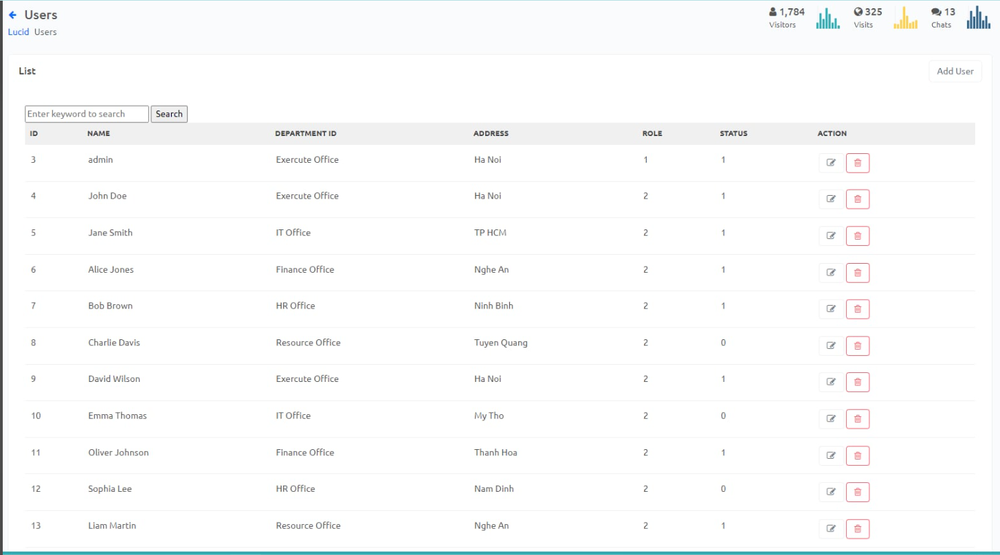 Users
Lucid Users
1,784
Visitors
325
Visits
13
Chats
List
Add User
Enter keyword to search Search
ID NAME DEPARTMENT ID ADDRESS ROLE STATUS ACTION
3 admin Exercute Office Ha Noi 1 1
4 John Doe Exercute Office Ha Noi 2 1
5 Jane Smith IT Office TP HCM 2 1
6 Alice Jones Finance Office Nghe An 2 1
7 Bob Brown HR Office Ninh Binh 2 1
8 Charlie Davis Resource Office Tuyen Quang 2 0
9 David Wilson Exercute Office Ha Noi 2 1
10 Emma Thomas IT Office My Tho 2 0
11 Oliver Johnson Finance Office Thanh Hoa 2 1
12 Sophia Lee HR Office Nam Dinh 2 0
13 Liam Martin Resource Office Nghe An 2 1